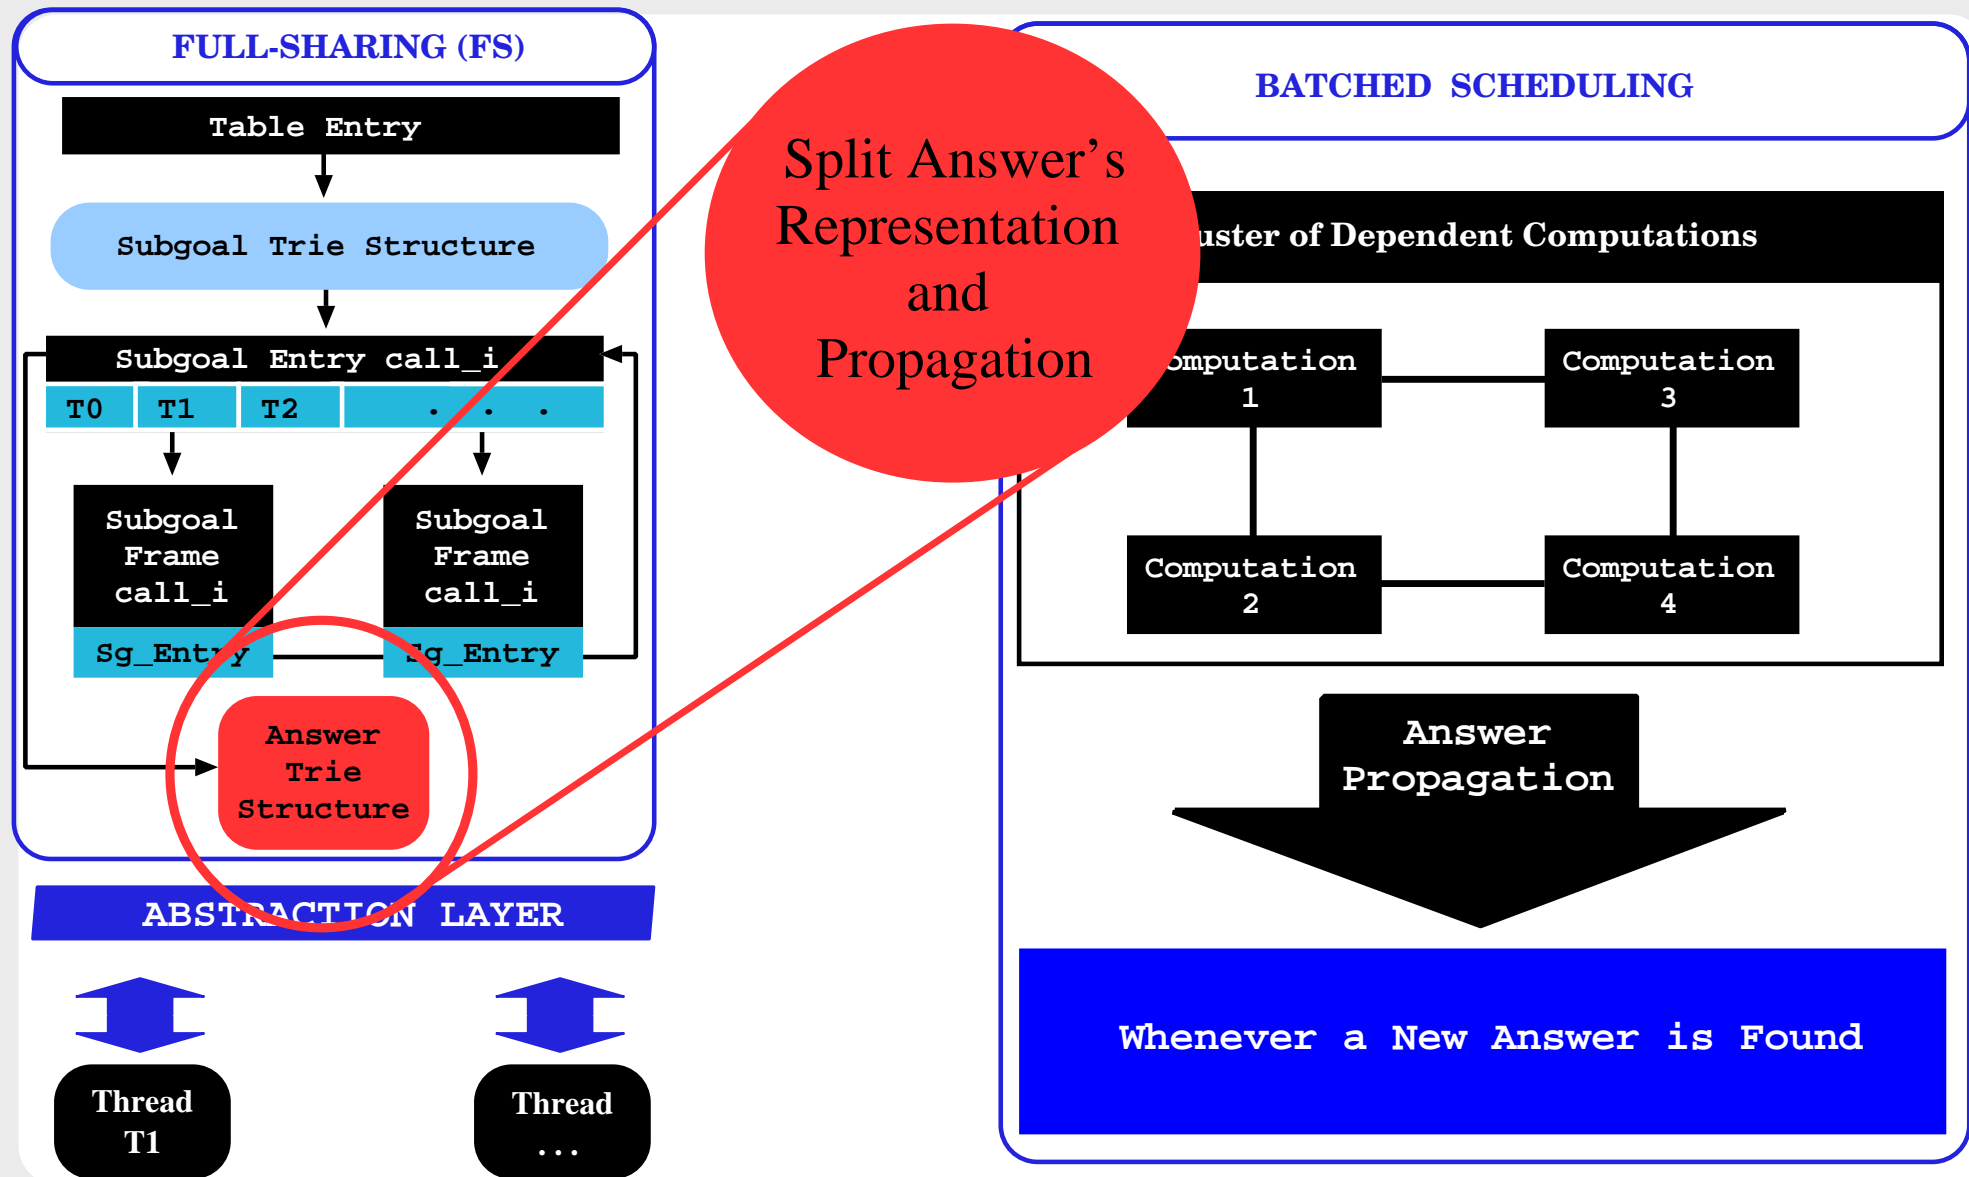 FULL-SHARING (FS)
Table Entry
Subgoal Trie Structure
Subgoal Entry call_i
T0 T1 T2 . . .
Subgoal
Frame
call_i
Sg_Entry
Subgoal
Frame
call_i
Sg_Entry
Answer
Trie
Structure
ABSTRACTION LAYER
Thread
T1
Thread
...
Split Answer’s
Representation
and
Propagation
BATCHED SCHEDULING
uster of Dependent Computations
omputation
1
Computation
3
Computation
2
Computation
4
Answer
Propagation
Whenever a New Answer is Found